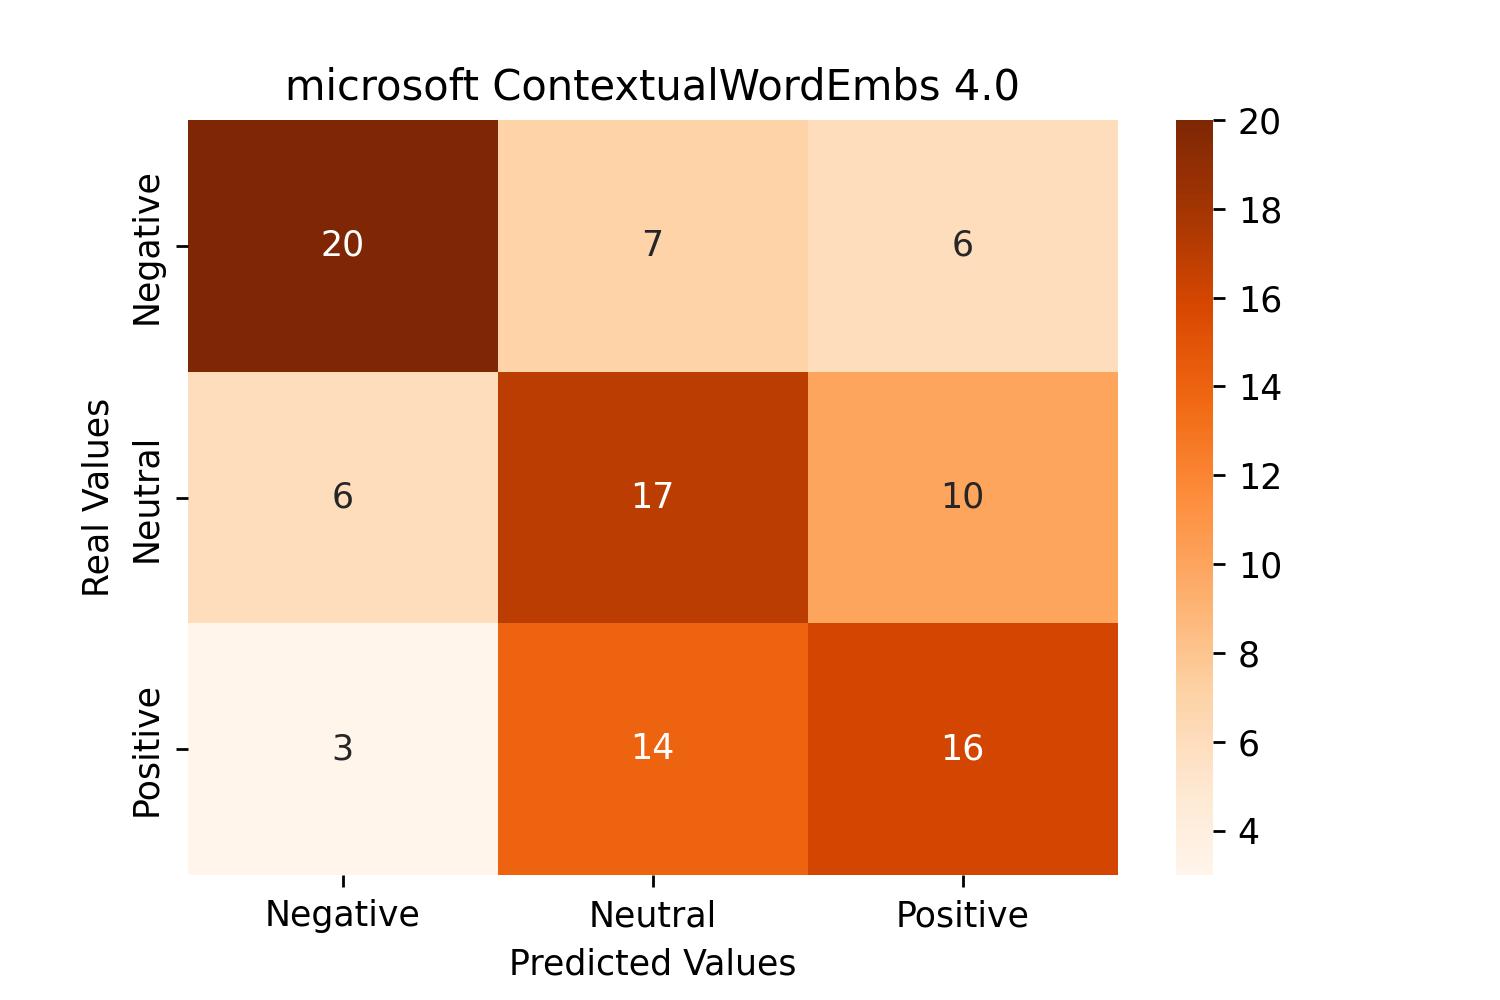 microsoft ContextualWordEmbs 4.0
Real Values
Negative
20
7
6
Neutral
6
17
10
Positive
3
14
16
Negative
Neutral
Positive
Predicted Values
20
18
16
14
12
10
8
6
4